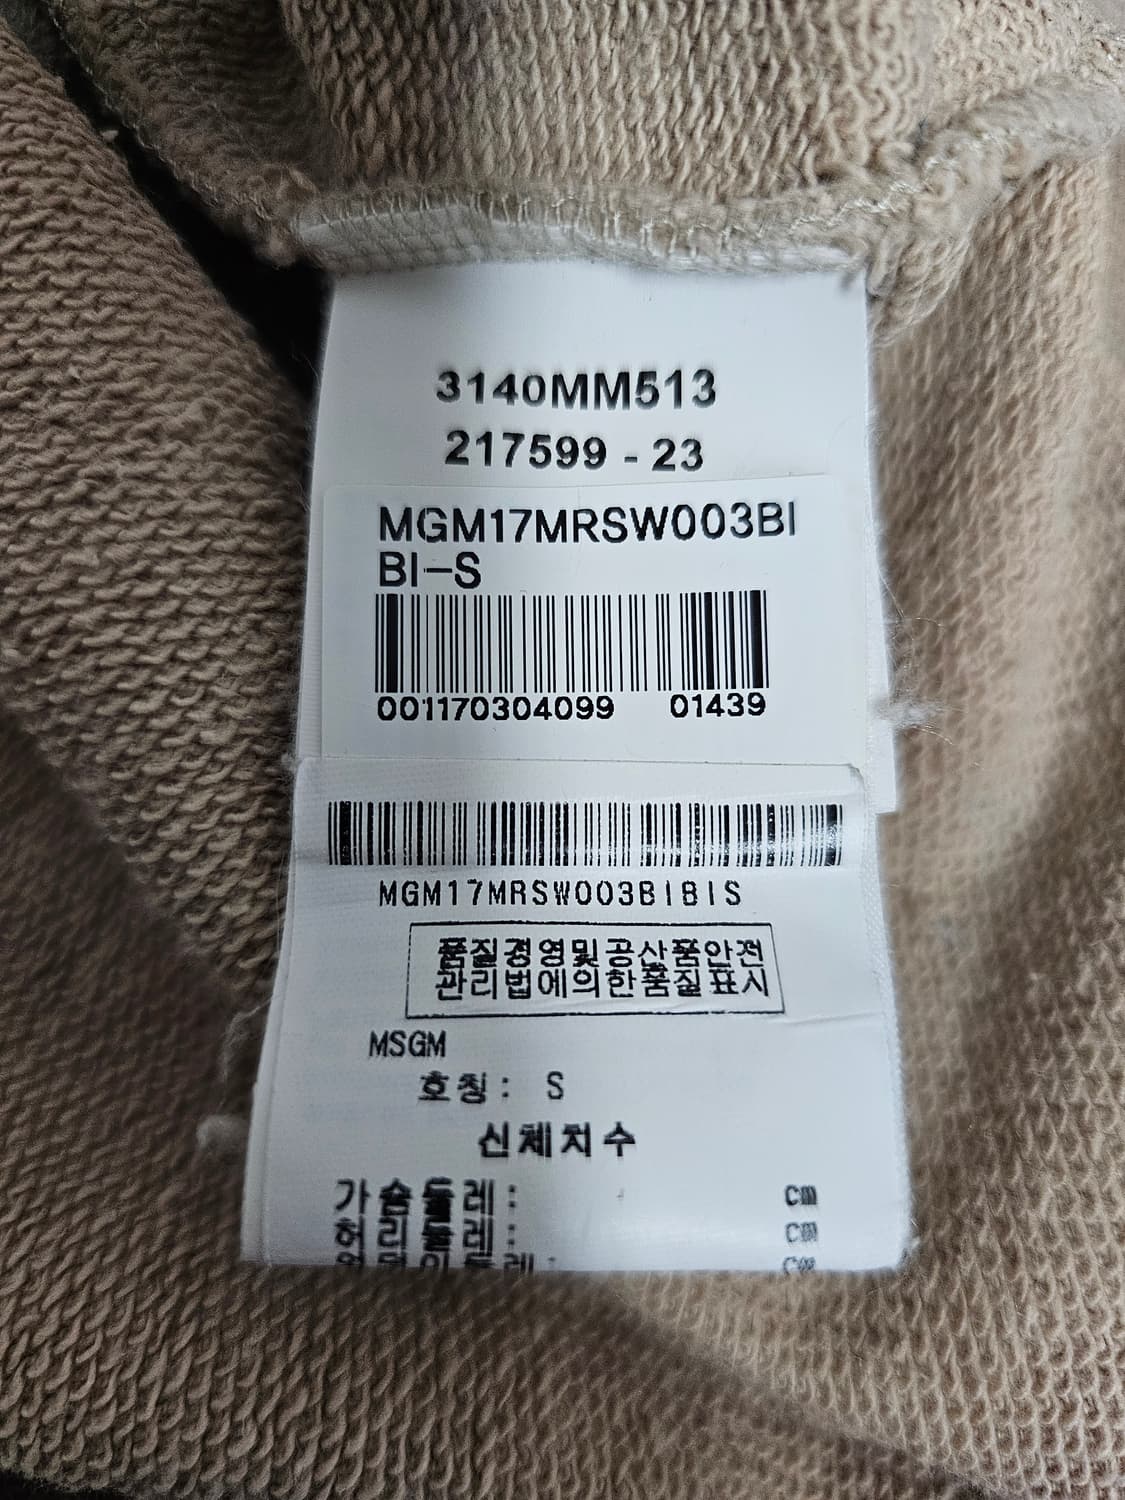 3140MM513
217599 - 23
MGM17MRSW003BI
BI-S
001170304099 01439
MGM17MRSW003BIBIS
품질경영및공산품안전
관리법에의한품질표시
MSGM
호칭: S
신체치수
가슴둘레: cm
허리둘레: cm